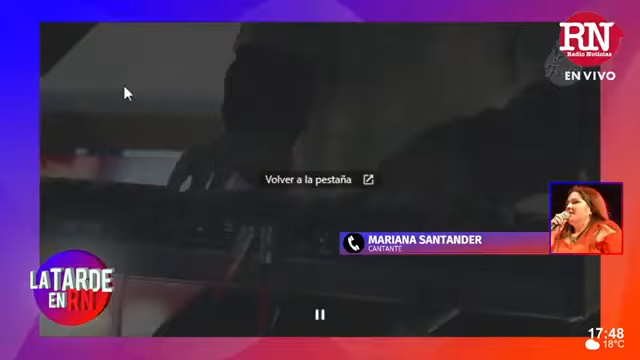 RN
Radio Noticias
EN VIVO
Volver a la pestaña
MARIANA SANTANDER
CANTANTE
LA TARDE
EN RN
17:48
18°C